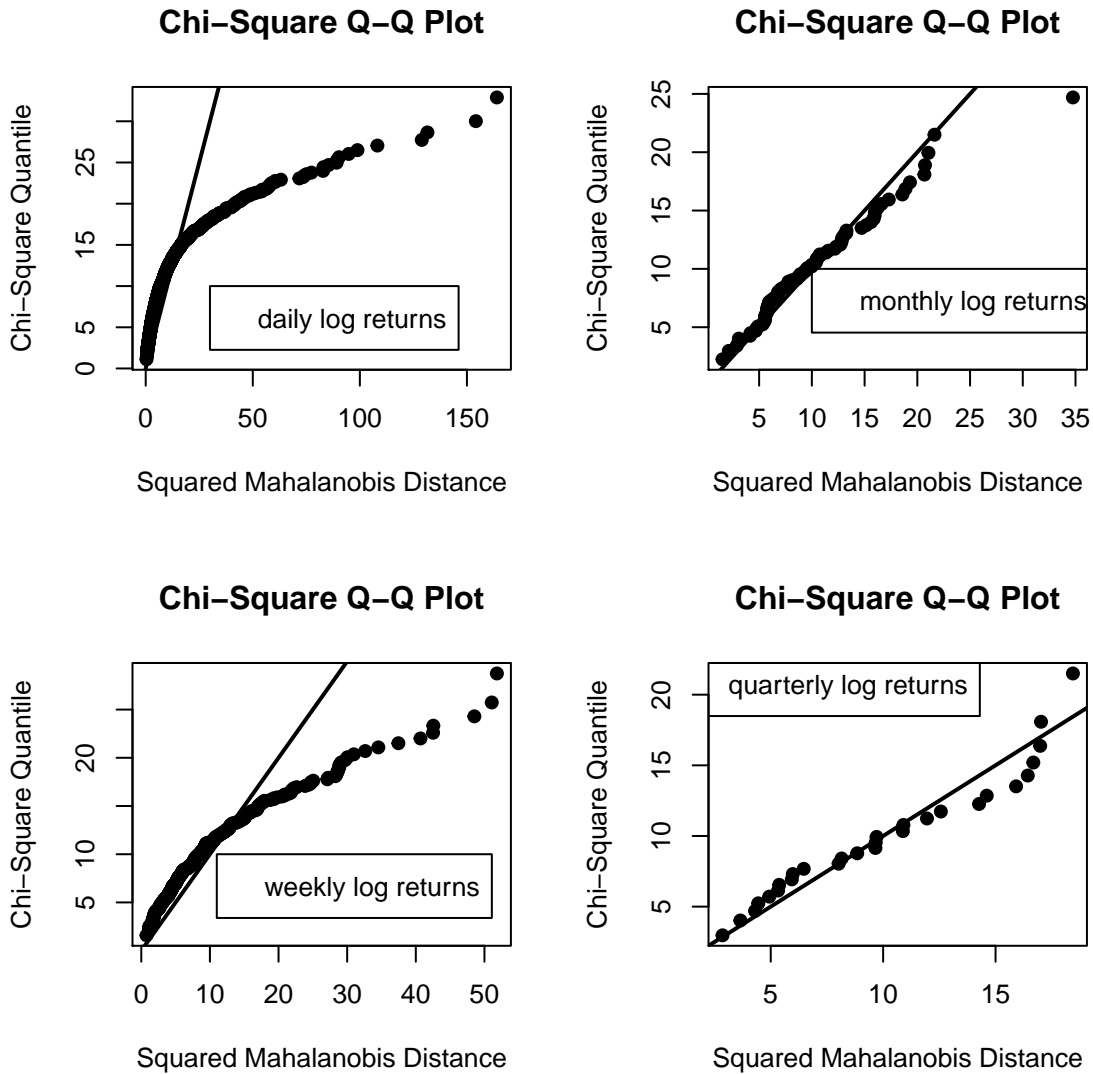 Chi−Square Q−Q Plot
Chi−Square Quantile
0 5 15 25
daily log returns
0 50 100 150
Squared Mahalanobis Distance
Chi−Square Q−Q Plot
Chi−Square Quantile
5 10 15 20 25
monthly log returns
5 10 15 20 25 30 35
Squared Mahalanobis Distance
Chi−Square Q−Q Plot
Chi−Square Quantile
5 10 20
weekly log returns
0 10 20 30 40 50
Squared Mahalanobis Distance
Chi−Square Q−Q Plot
Chi−Square Quantile
5 10 15 20
quarterly log returns
5 10 15
Squared Mahalanobis Distance